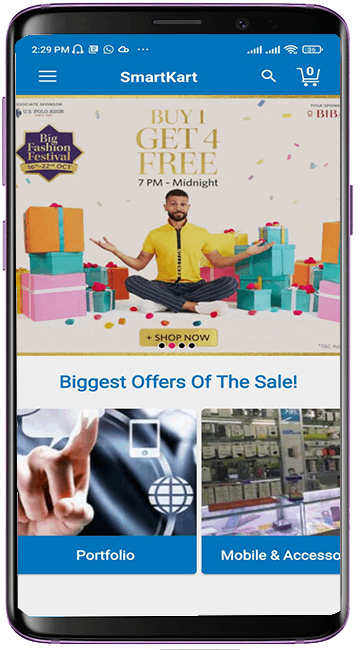 2:29 PM
SmartKart
0
ASSOCIATE SPONSOR
U.S. POLO ASSN.
TITLE SPONSOR
BIBA
BUY 1
GET 4
FREE
7 PM - Midnight
Big
Fashion
Festival
16TH-22ND OCT
+ SHOP NOW
Biggest Offers Of The Sale!
Portfolio
Mobile & Accesso